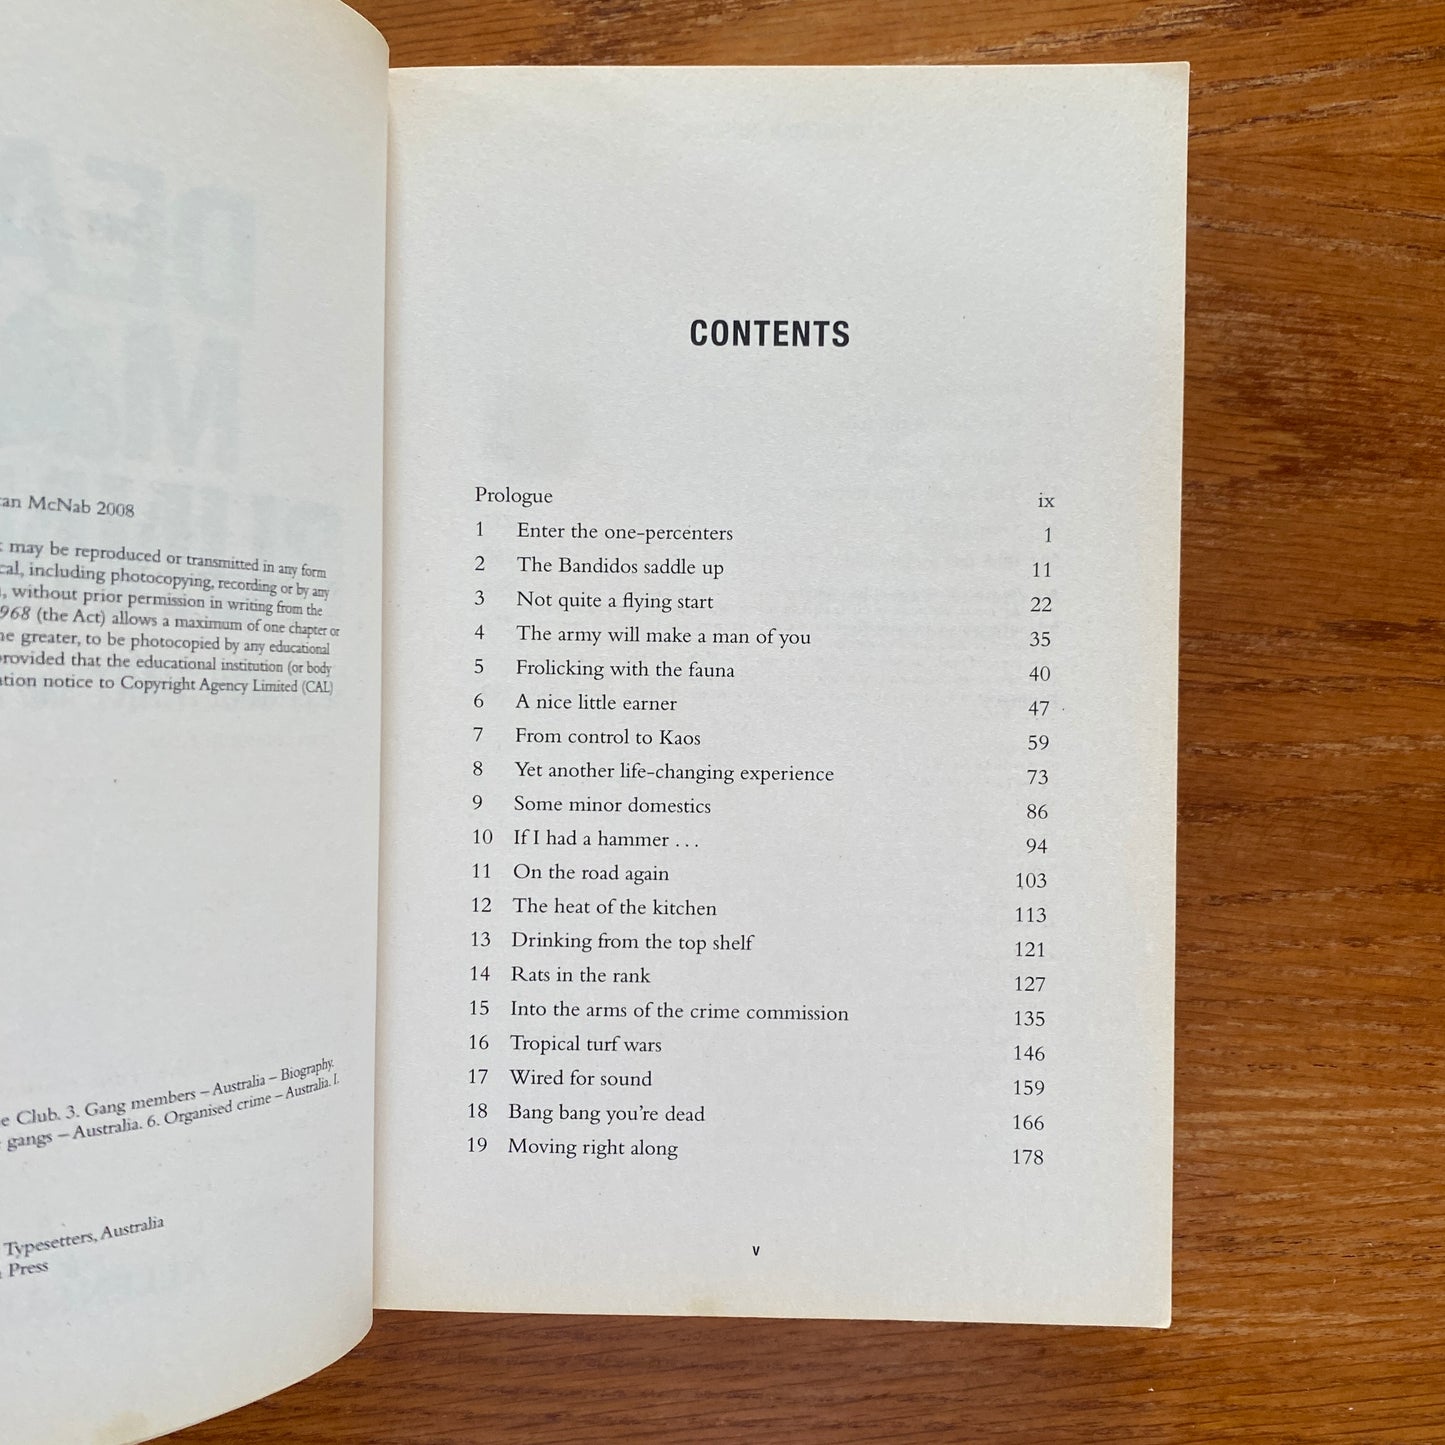 McNab 2008
may be reproduced or transmitted in any form
including photocopying, recording or by any
without prior permission in writing from the
968 (the Act) allows a maximum of one chapter or
greater, to be photocopied by any educational
provided that the educational institution (or body
notice to Copyright Agency Limited (CAL)
Club. 3. Gang members – Australia – Biography.
gangs – Australia. 6. Organised crime – Australia. I.
Typesetters, Australia
Press
CONTENTS
Prologue ix
1 Enter the one-percenters 1
2 The Bandidos saddle up 11
3 Not quite a flying start 22
4 The army will make a man of you 35
5 Frolicking with the fauna 40
6 A nice little earner 47
7 From control to Kaos 59
8 Yet another life-changing experience 73
9 Some minor domestics 86
10 If I had a hammer . . . 94
11 On the road again 103
12 The heat of the kitchen 113
13 Drinking from the top shelf 121
14 Rats in the rank 127
15 Into the arms of the crime commission 135
16 Tropical turf wars 146
17 Wired for sound 159
18 Bang bang you're dead 166
19 Moving right along 178
v